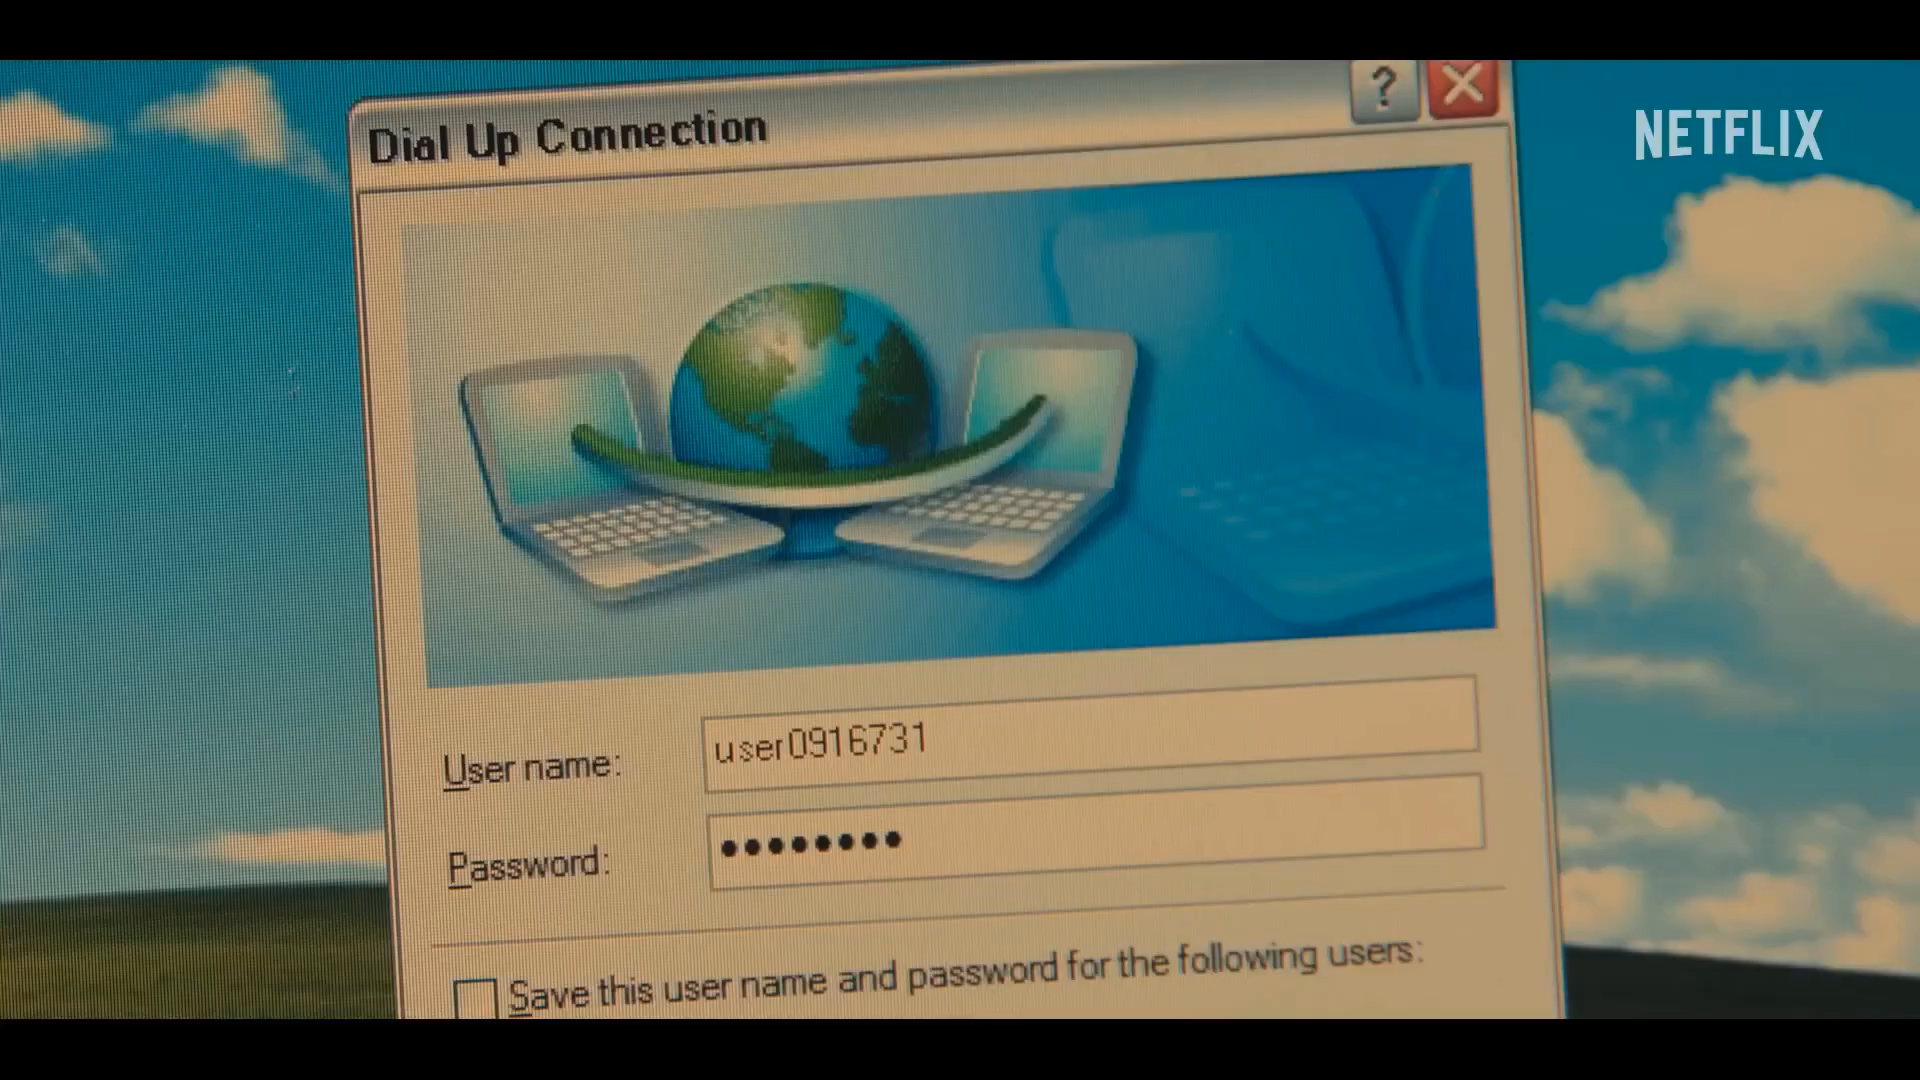 Dial Up Connection
?
NETFLIX
User name:
user0916731
Password:
••••••••
Save this user name and password for the following users: